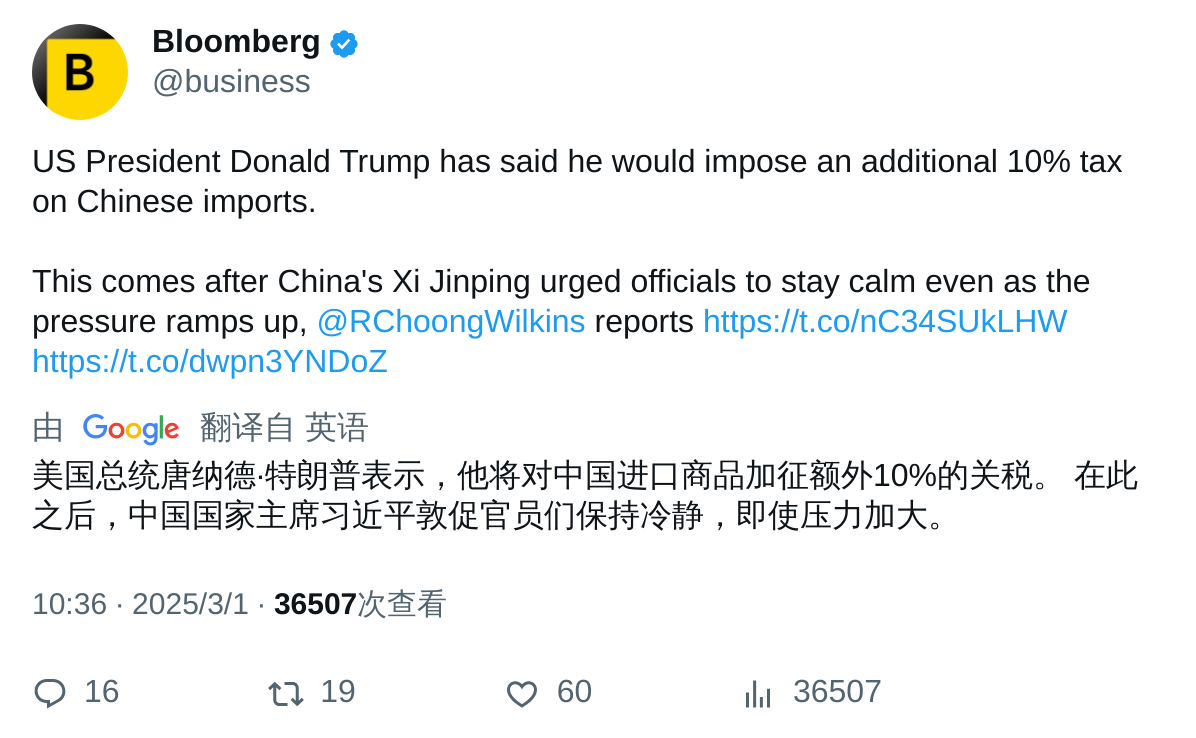 B
Bloomberg
@business
US President Donald Trump has said he would impose an additional 10% tax
on Chinese imports.
This comes after China's Xi Jinping urged officials to stay calm even as the
pressure ramps up, @RChoongWilkins reports https://t.co/nC34SUkLHW
https://t.co/dwpn3YNDoZ
由 Google 翻译自 英语
美国总统唐纳德·特朗普表示，他将对中国进口商品加征额外10%的关税。 在此
之后，中国国家主席习近平敦促官员们保持冷静，即使压力加大。
10:36 · 2025/3/1 · 36507次查看
16 19 60 36507